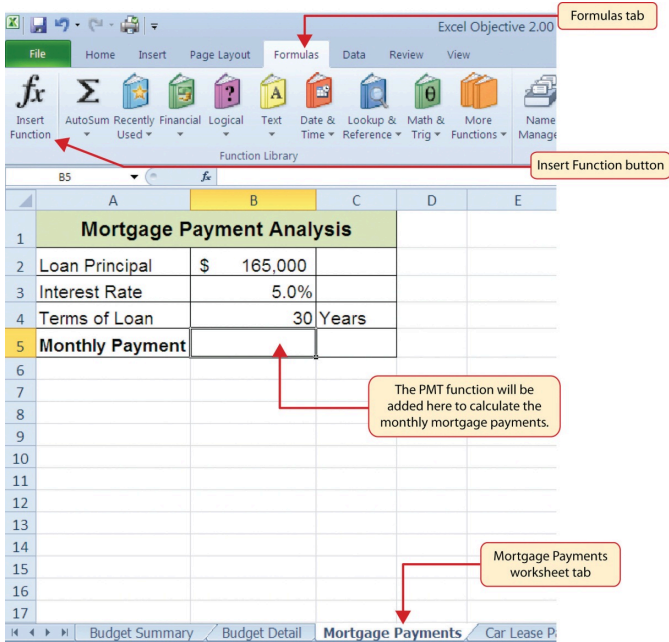 Formulas tab
Excel Objective 2.00
File Home Insert Page Layout Formulas Data Review View
fx Σ ? A θ
Insert Function
AutoSum
Recently Used
Financial
Logical
Text
Date & Time
Lookup & Reference
Math & Trig
More Functions
Name
Manage
Function Library
Insert Function button
B5 fx
A B C D E
1 Mortgage Payment Analysis
2 Loan Principal $ 165,000
3 Interest Rate 5.0%
4 Terms of Loan 30 Years
5 Monthly Payment
6
7
8
9
10
11
12
13
14
15
16
17
The PMT function will be
added here to calculate the
monthly mortgage payments.
Mortgage Payments
worksheet tab
Budget Summary Budget Detail Mortgage Payments Car Lease P